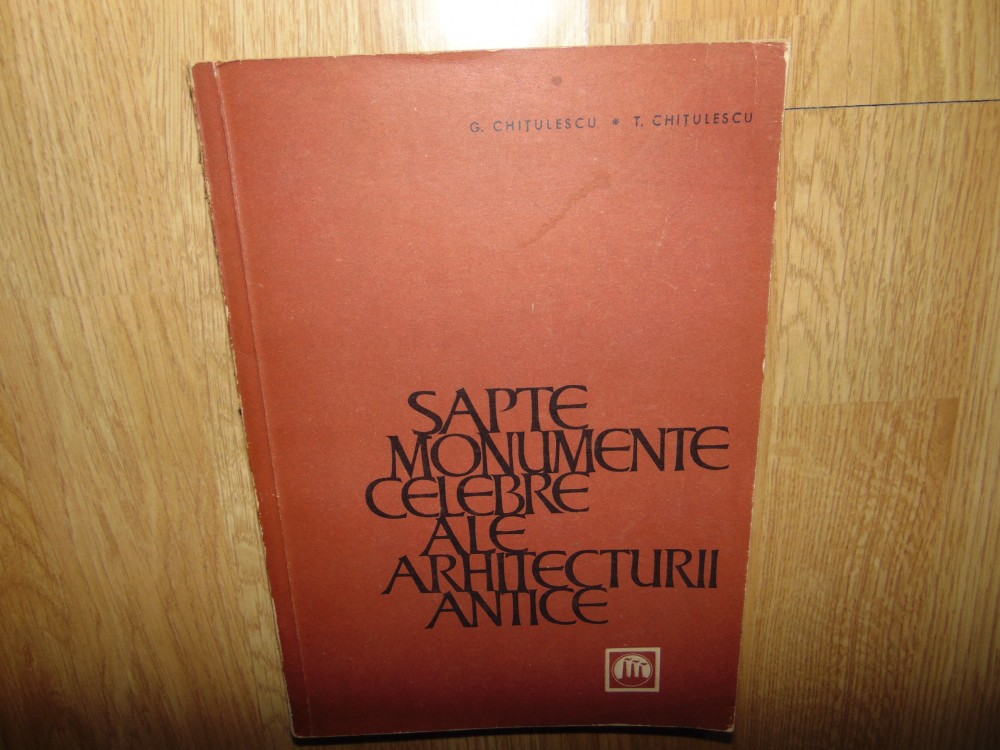 G. CHIȚULESCU * T. CHIȚULESCU
SAPTE
MONUMENTE
CELEBRE
ALE
ARHITECTURII
ANTICE